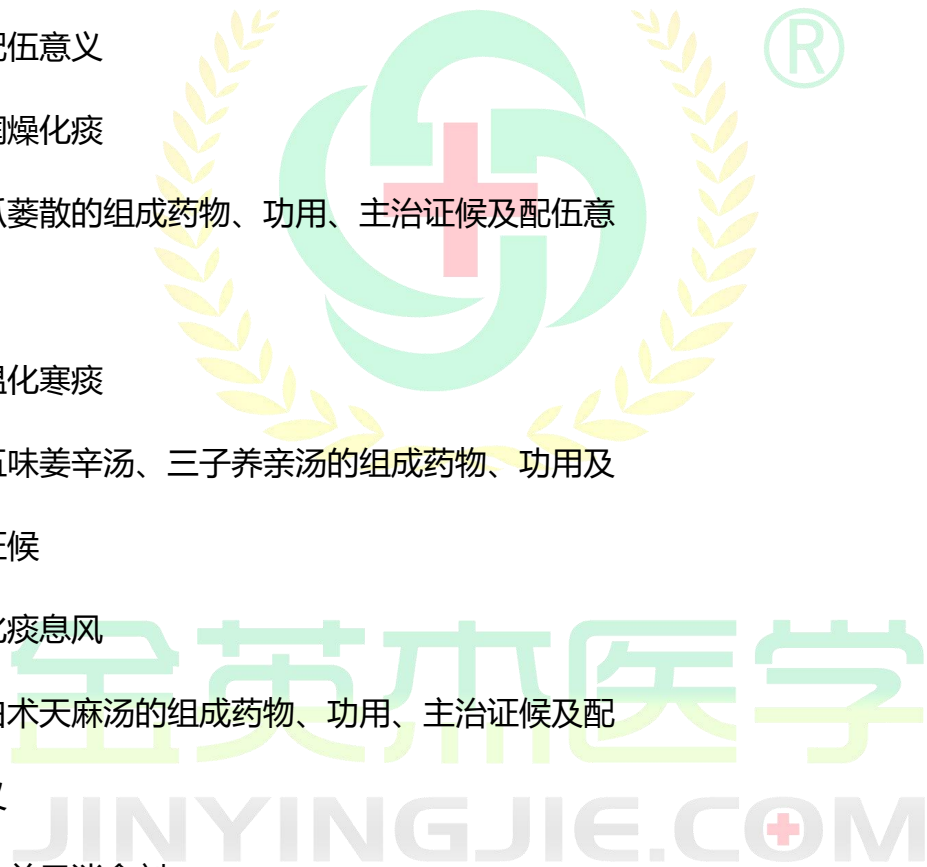 ®
配伍意义
润燥化痰
瓜蒌散的组成药物、功用、主治证候及配伍意
温化寒痰
五味姜辛汤、三子养亲汤的组成药物、功用及
证候
化痰息风
白术天麻汤的组成药物、功用、主治证候及配
义
金英杰医学
JINYINGJIE.COM